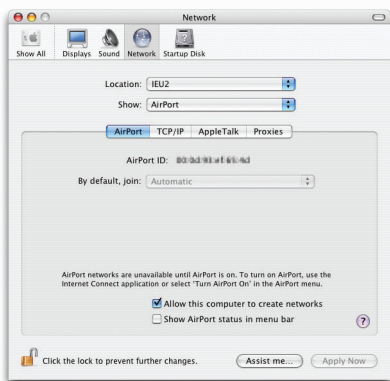 Network
Show All Displays Sound Network Startup Disk
Location: IEU2
Show: AirPort
AirPort TCP/IP AppleTalk Proxies
AirPort ID:
By default, join: Automatic
AirPort networks are unavailable until AirPort is on. To turn on AirPort, use the
Internet Connect application or select 'Turn AirPort On' in the AirPort menu.
Allow this computer to create networks
Show AirPort status in menu bar
?
Click the lock to prevent further changes. Assist me... Apply Now